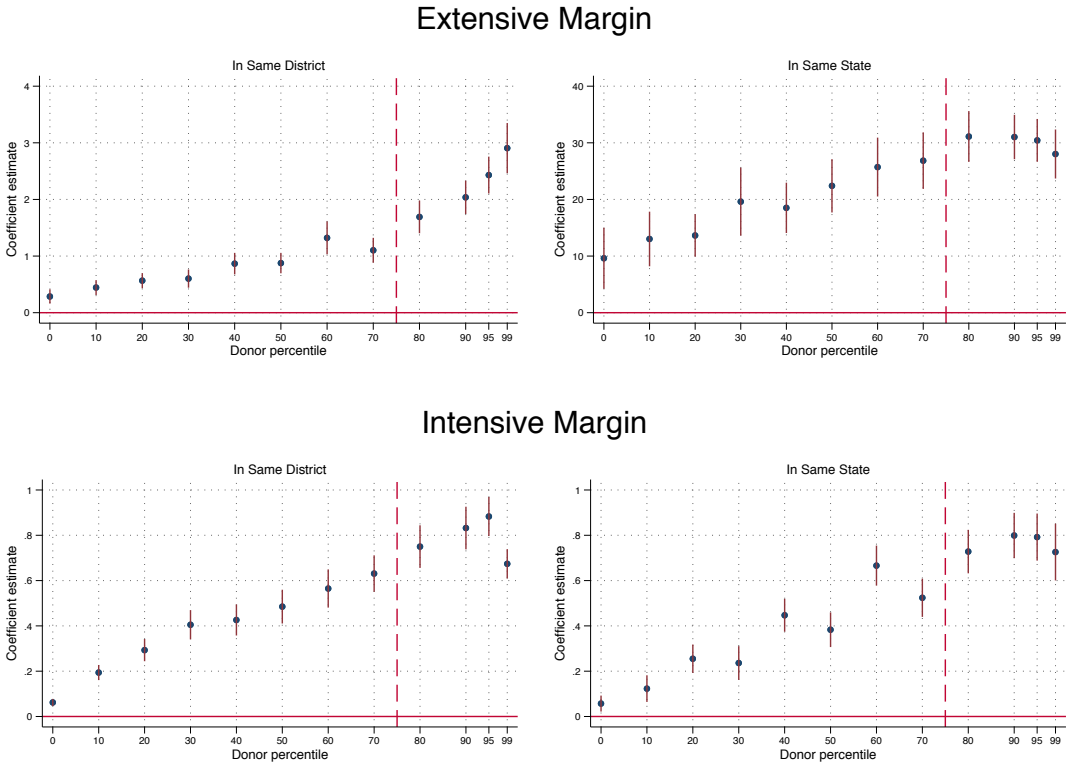 Extensive Margin
In Same District
Coefficient estimate
4
3
2
1
0
0 10 20 30 40 50 60 70 80 90 95 99
Donor percentile
In Same State
Coefficient estimate
40
30
20
10
0
0 10 20 30 40 50 60 70 80 90 95 99
Donor percentile
Intensive Margin
In Same District
Coefficient estimate
1
.8
.6
.4
.2
0
0 10 20 30 40 50 60 70 80 90 95 99
Donor percentile
In Same State
Coefficient estimate
1
.8
.6
.4
.2
0
0 10 20 30 40 50 60 70 80 90 95 99
Donor percentile